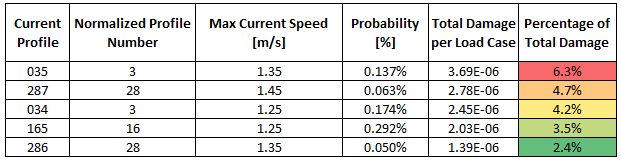 Current Profile Normalized Profile Number Max Current Speed [m/s] Probability [%] Total Damage per Load Case Percentage of Total Damage
035 3 1.35 0.137% 3.69E-06 6.3%
287 28 1.45 0.063% 2.78E-06 4.7%
034 3 1.25 0.174% 2.45E-06 4.2%
165 16 1.25 0.292% 2.03E-06 3.5%
286 28 1.35 0.050% 1.39E-06 2.4%